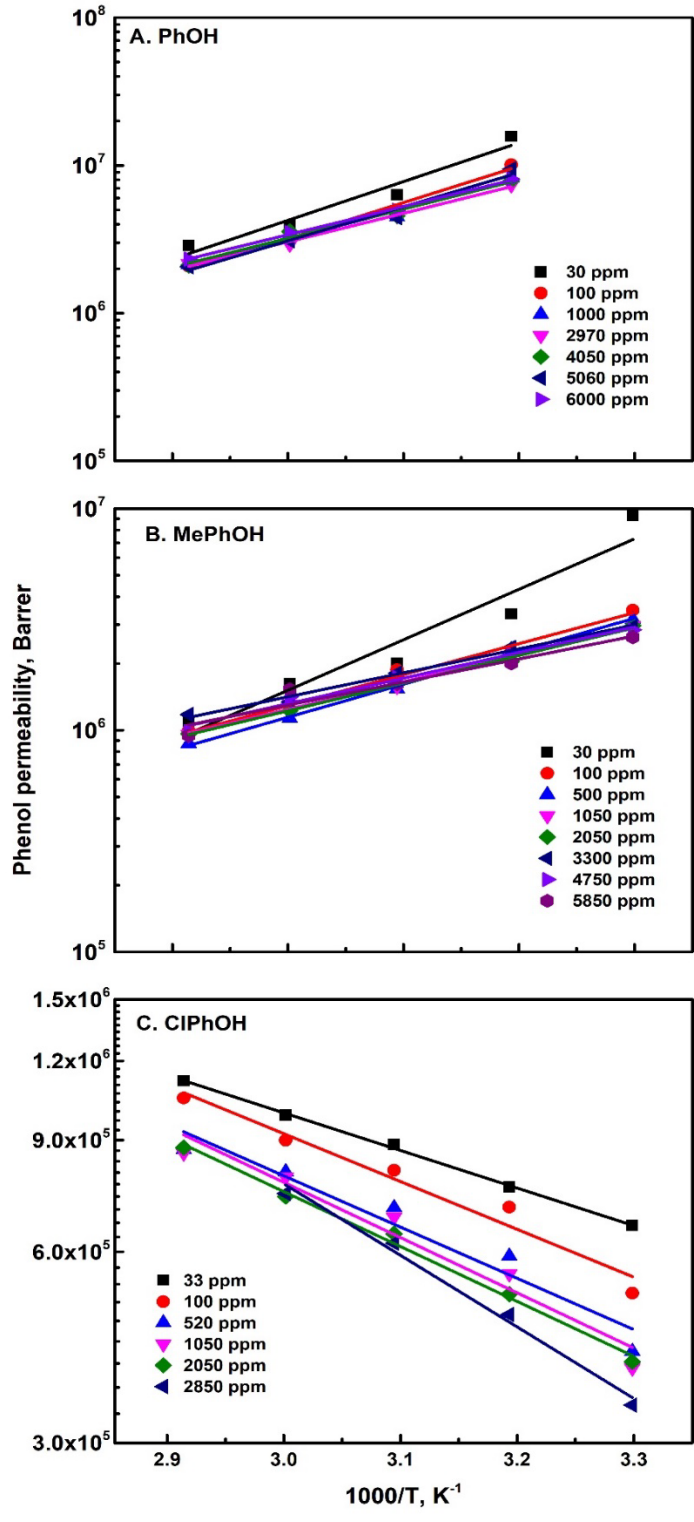 Phenol permeability, Barrer
A. PhOH
10⁸
10⁷
10⁶
10⁵
30 ppm
100 ppm
1000 ppm
2970 ppm
4050 ppm
5060 ppm
6000 ppm
B. MePhOH
10⁷
10⁶
10⁵
30 ppm
100 ppm
500 ppm
1050 ppm
2050 ppm
3300 ppm
4750 ppm
5850 ppm
C. ClPhOH
1.5x10⁶
1.2x10⁶
9.0x10⁵
6.0x10⁵
3.0x10⁵
33 ppm
100 ppm
520 ppm
1050 ppm
2050 ppm
2850 ppm
2.9 3.0 3.1 3.2 3.3
1000/T, K⁻¹